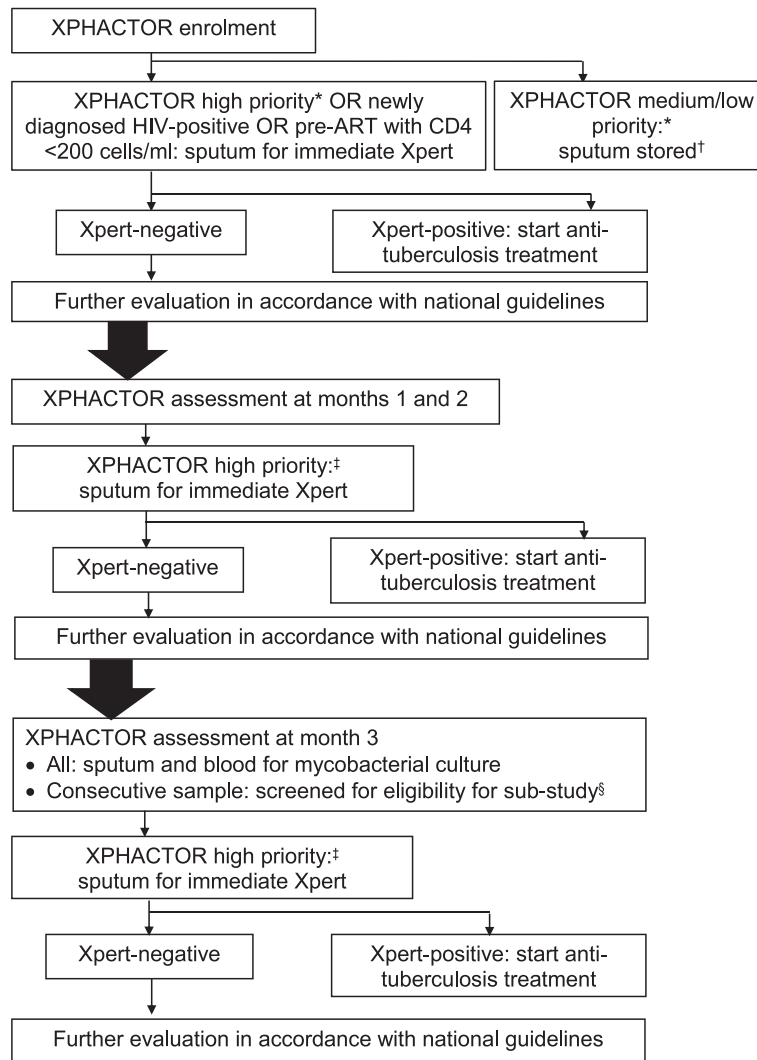 XPHACTOR enrolment
XPHACTOR high priority* OR newly
diagnosed HIV-positive OR pre-ART with CD4
<200 cells/ml: sputum for immediate Xpert
XPHACTOR medium/low
priority:*
sputum stored†
Xpert-negative
Xpert-positive: start anti-
tuberculosis treatment
Further evaluation in accordance with national guidelines
XPHACTOR assessment at months 1 and 2
XPHACTOR high priority:‡
sputum for immediate Xpert
Xpert-negative
Xpert-positive: start anti-
tuberculosis treatment
Further evaluation in accordance with national guidelines
XPHACTOR assessment at month 3
• All: sputum and blood for mycobacterial culture
• Consecutive sample: screened for eligibility for sub-study§
XPHACTOR high priority:‡
sputum for immediate Xpert
Xpert-negative
Xpert-positive: start anti-
tuberculosis treatment
Further evaluation in accordance with national guidelines